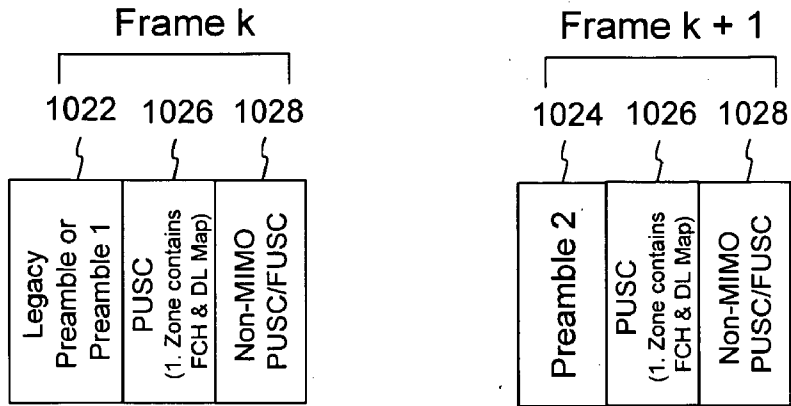 Frame k
1022 1026 1028
Legacy
Preamble or
Preamble 1
PUSC
(1. Zone contains
FCH & DL Map)
Non-MIMO
PUSC/FUSC
Frame k + 1
1024 1026 1028
Preamble 2
PUSC
(1. Zone contains
FCH & DL Map)
Non-MIMO
PUSC/FUSC